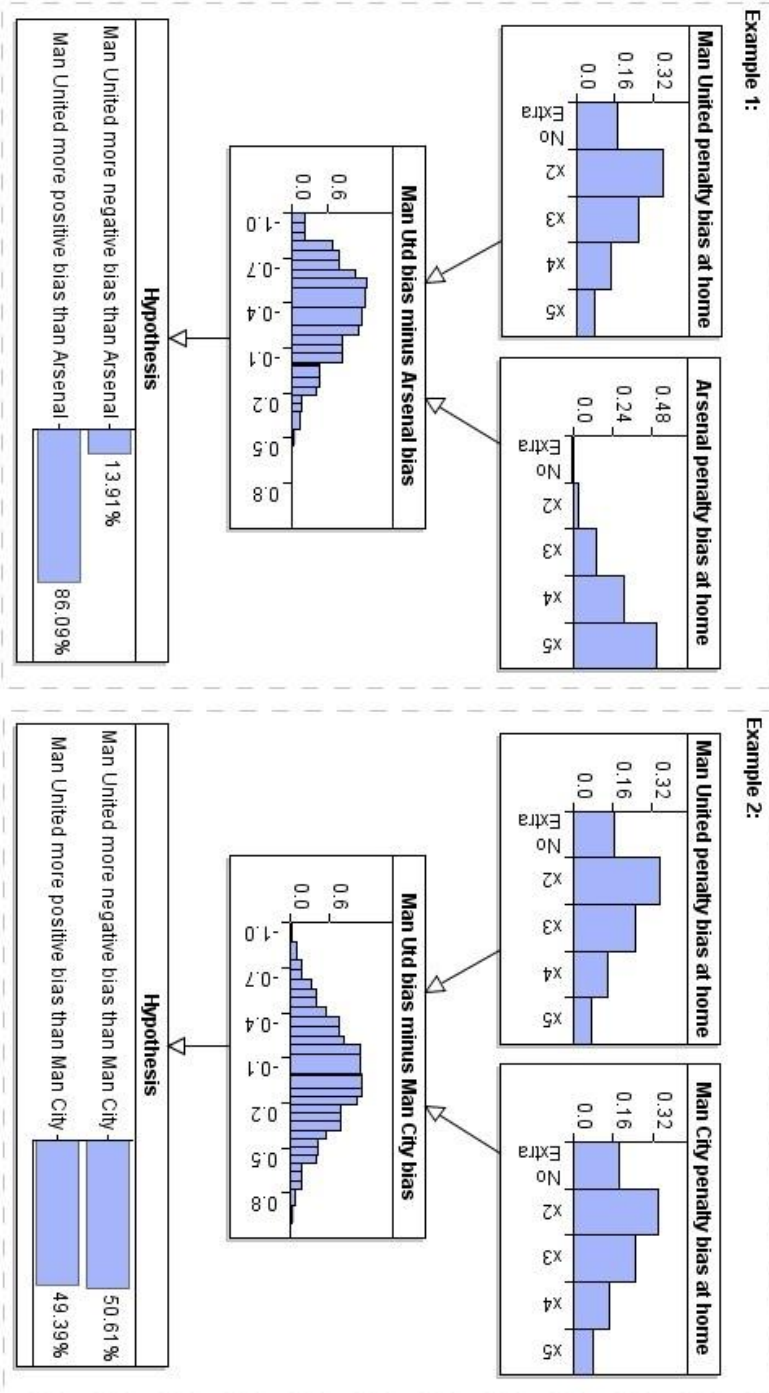 Example 1:
Man United penalty bias at home
0.32
0.16
0.0
No Extra
x2
x3
x4
x5
Arsenal penalty bias at home
0.48
0.24
0.0
No Extra
x2
x3
x4
x5
Man Utd bias minus Arsenal bias
0.6
0.0
-1.0
-0.7
-0.4
-0.1
0.2
0.5
0.8
Hypothesis
Man United more negative bias than Arsenal
13.91%
Man United more positive bias than Arsenal
86.09%
Example 2:
Man United penalty bias at home
0.32
0.16
0.0
No Extra
x2
x3
x4
x5
Man City penalty bias at home
0.32
0.16
0.0
No Extra
x2
x3
x4
x5
Man Utd bias minus Man City bias
0.6
0.0
-1.0
-0.7
-0.4
-0.1
0.2
0.5
0.8
Hypothesis
Man United more negative bias than Man City
50.61%
Man United more positive bias than Man City
49.39%